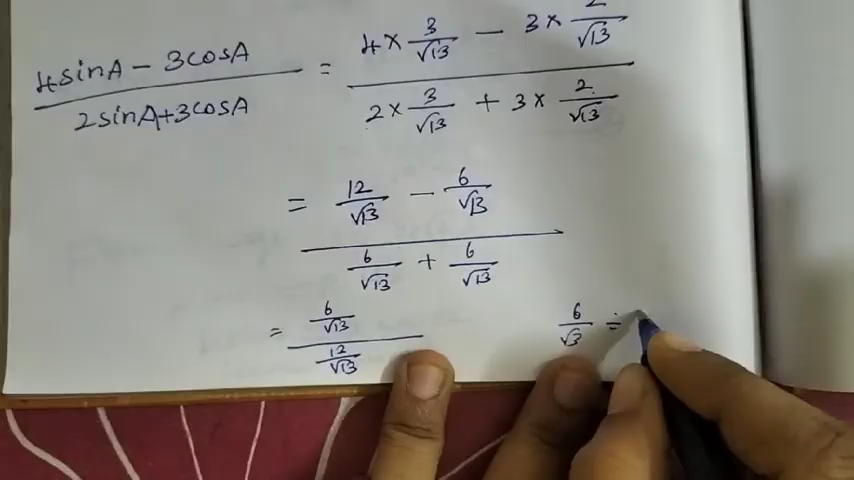 (4sinA - 3cosA)/(2sinA+3cosA) = (4×3/√13 - 3×2/√13)/(2×3/√13 + 3×2/√13)
= (12/√13 - 6/√13)/(6/√13 + 6/√13)
= (6/√13)/(12/√13) 6/√3 ÷